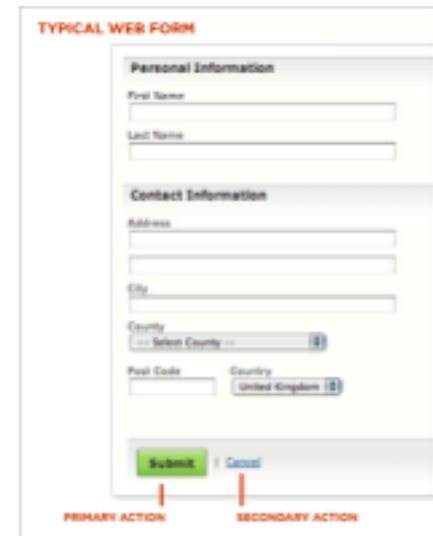 TYPICAL WEB FORM
Personal Information
First Name
Last Name
Contact Information
Address
City
County
-- Select County --
Post Code Country
United Kingdom
Submit | Cancel
PRIMARY ACTION SECONDARY ACTION